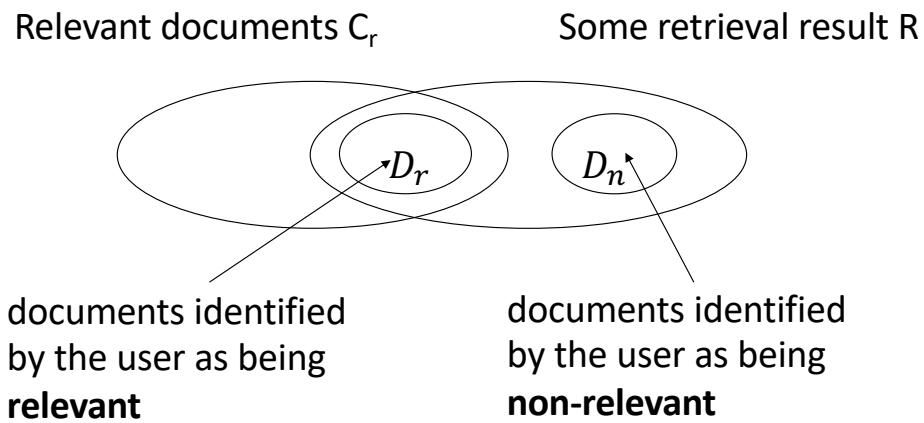 Relevant documents Cᵣ
Some retrieval result R
Dᵣ
Dₙ
documents identified
by the user as being
relevant
documents identified
by the user as being
non-relevant